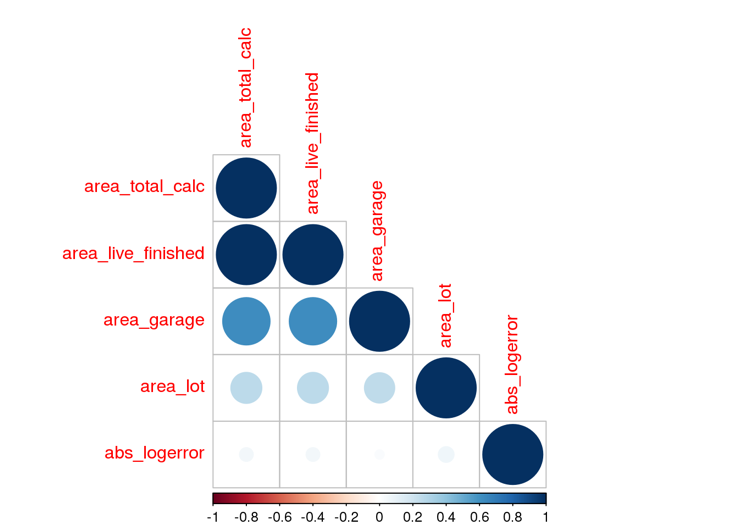 area_total_calc
area_live_finished
area_garage
area_lot
abs_logerror
area_total_calc
area_live_finished
area_garage
area_lot
abs_logerror
-1 -0.8 -0.6 -0.4 -0.2 0 0.2 0.4 0.6 0.8 1